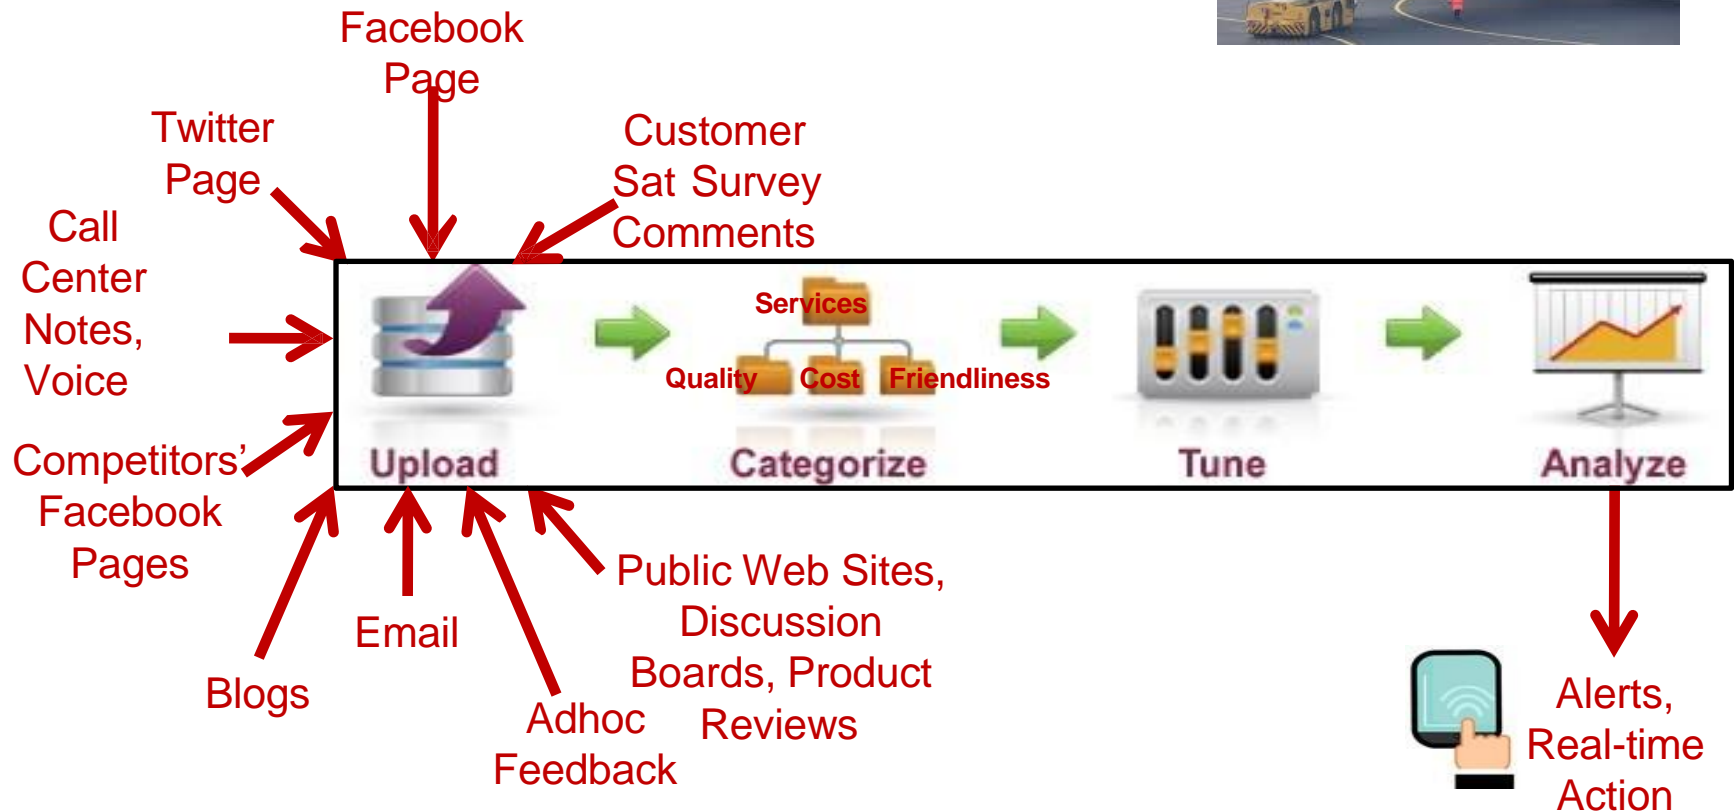 Facebook
Page
Twitter
Page
Customer
Sat Survey
Comments
Call
Center
Notes,
Voice
Services
Quality Cost Friendliness
Upload Categorize Tune Analyze
Competitors’
Facebook
Pages
Blogs
Email
Adhoc
Feedback
Public Web Sites,
Discussion
Boards, Product
Reviews
Alerts,
Real-time
Action